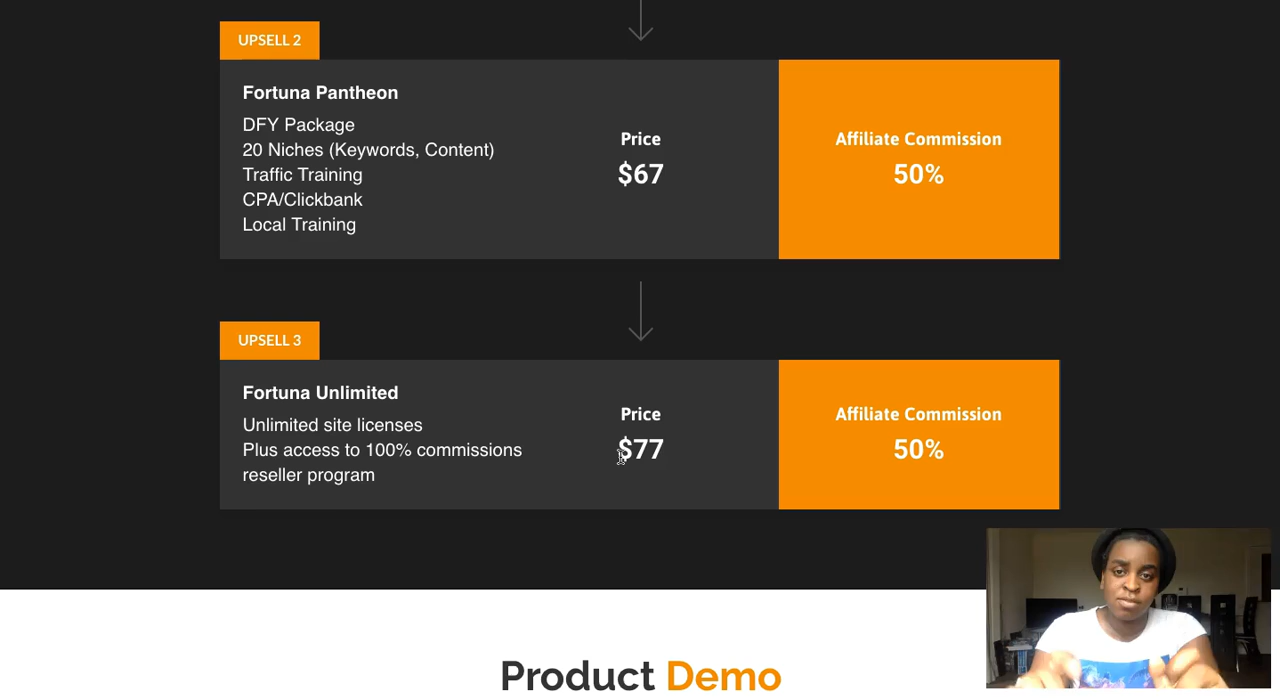 UPSELL 2
Fortuna Pantheon
DFY Package
20 Niches (Keywords, Content)
Traffic Training
CPA/Clickbank
Local Training
Price
$67
Affiliate Commission
50%
UPSELL 3
Fortuna Unlimited
Unlimited site licenses
Plus access to 100% commissions
reseller program
Price
$77
Affiliate Commission
50%
Product Demo